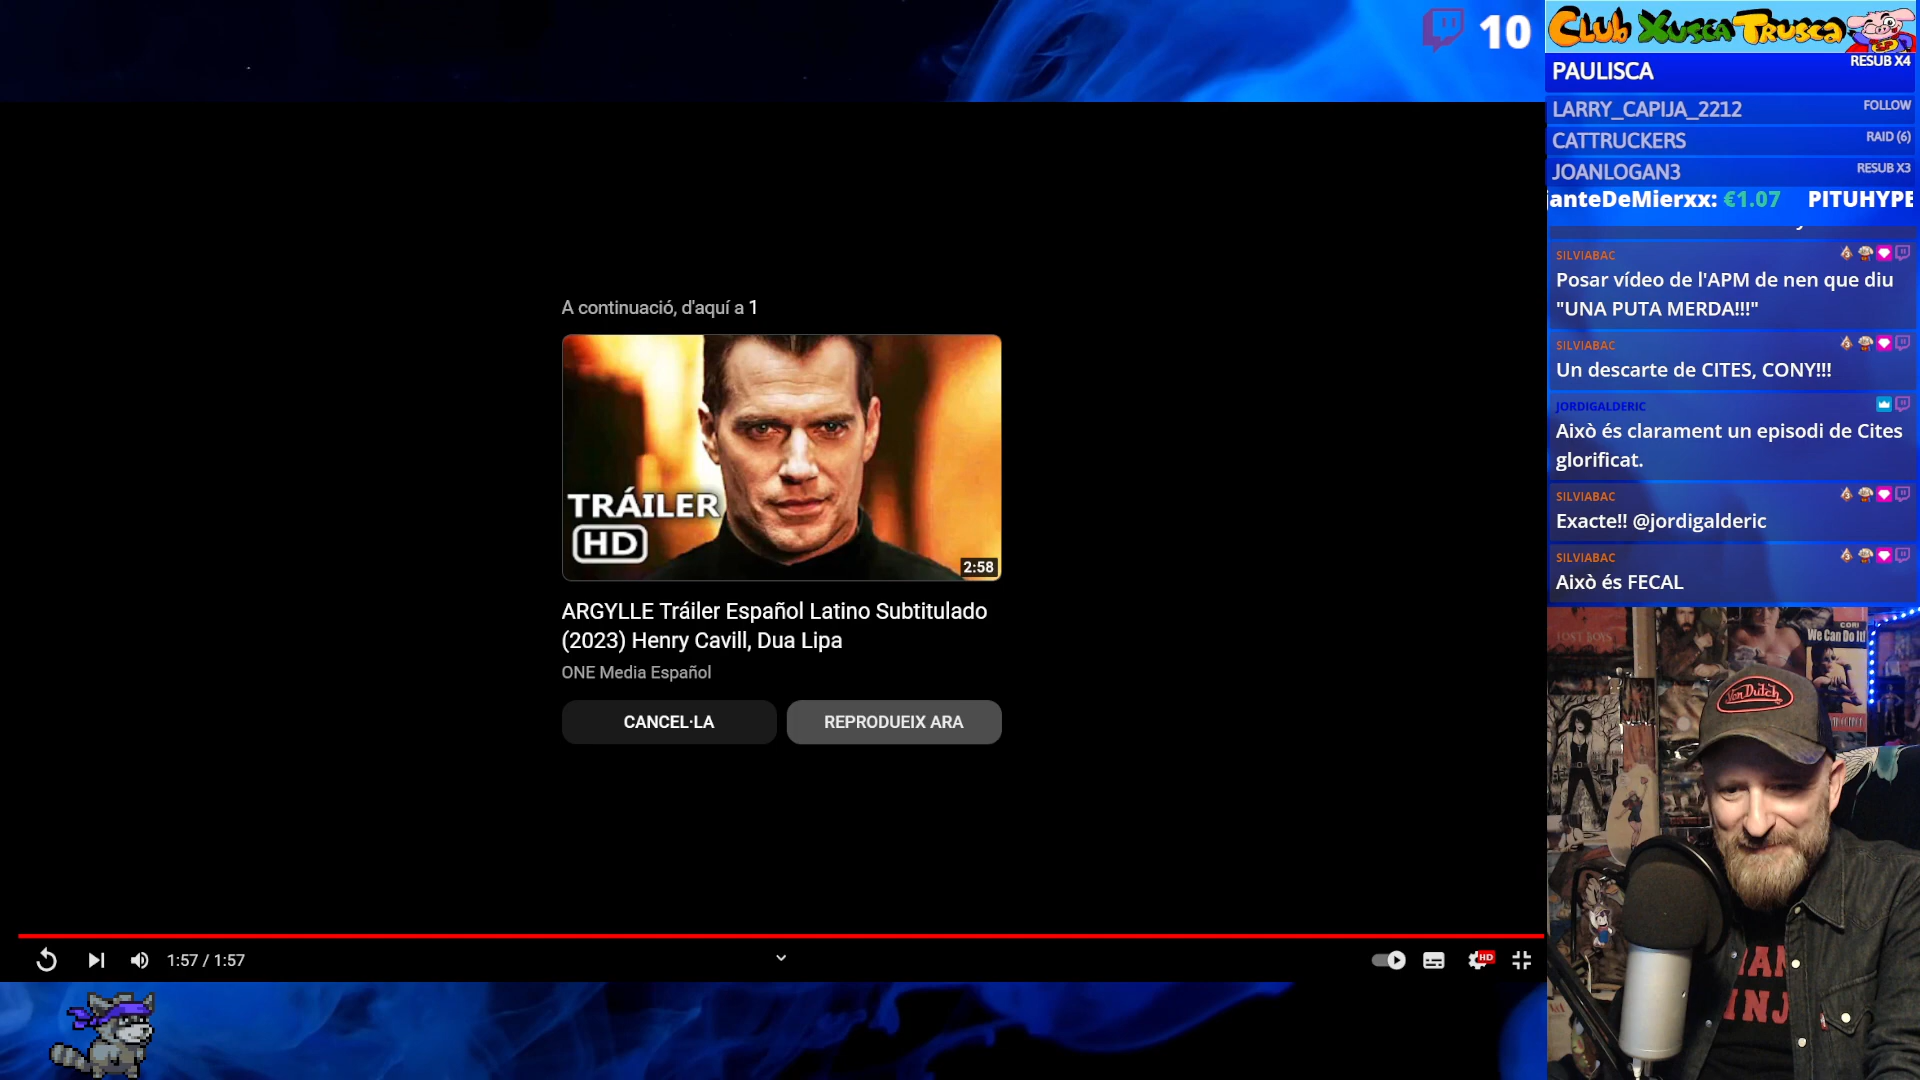 10
Club Xusca Trusca
PAULISCA
RESUB X4
LARRY_CAPIJA_2212
FOLLOW
CATTRUCKERS
RAID (6)
JOANLOGAN3
RESUB X3
anteDeMierxx: €1.07 PITUHYPE
SILVIABAC
Posar vídeo de l'APM de nen que diu
"UNA PUTA MERDA!!!"
SILVIABAC
Un descarte de CITES, CONY!!!
JORDIGALDERIC
Això és clarament un episodi de Cites
glorificat.
SILVIABAC
Exacte!! @jordigalderic
SILVIABAC
Això és FECAL
A continuació, d'aquí a 1
TRÁILER
HD
2:58
ARGYLLE Tráiler Español Latino Subtitulado
(2023) Henry Cavill, Dua Lipa
ONE Media Español
CANCEL·LA
REPRODUEIX ARA
1:57 / 1:57
HD
LOST BOYS
We Can Do It!
Von Dutch